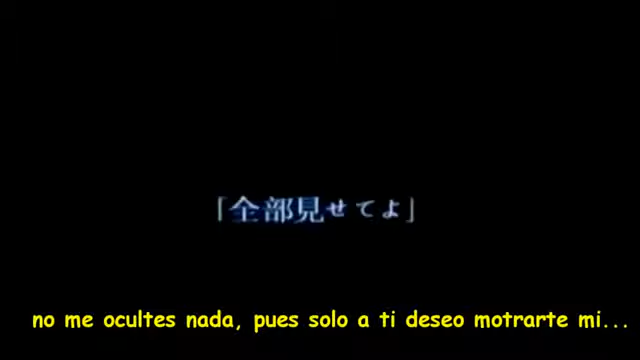 「全部見せてよ」
no me ocultes nada, pues solo a ti deseo motrarte mi...